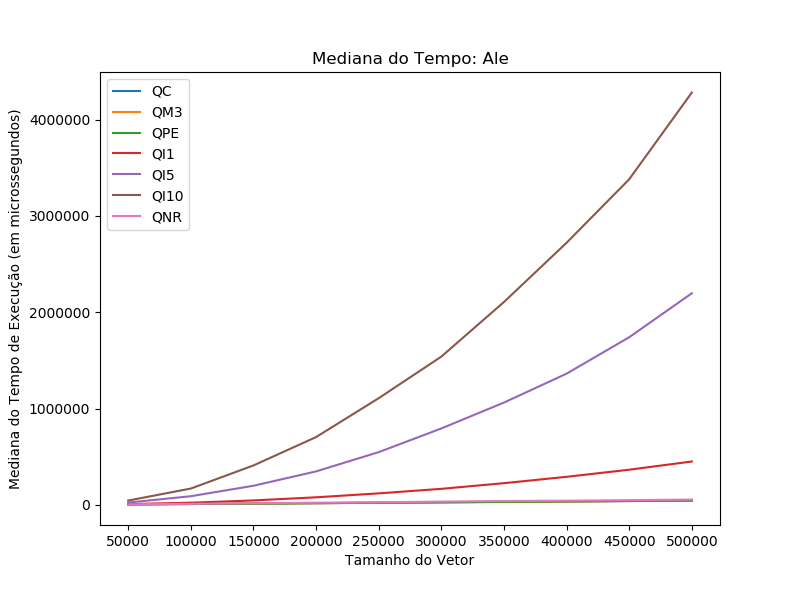 Mediana do Tempo: Ale
Mediana do Tempo de Execução (em microssegundos)
4000000
3000000
2000000
1000000
0
QC
QM3
QPE
QI1
QI5
QI10
QNR
50000 100000 150000 200000 250000 300000 350000 400000 450000 500000
Tamanho do Vetor